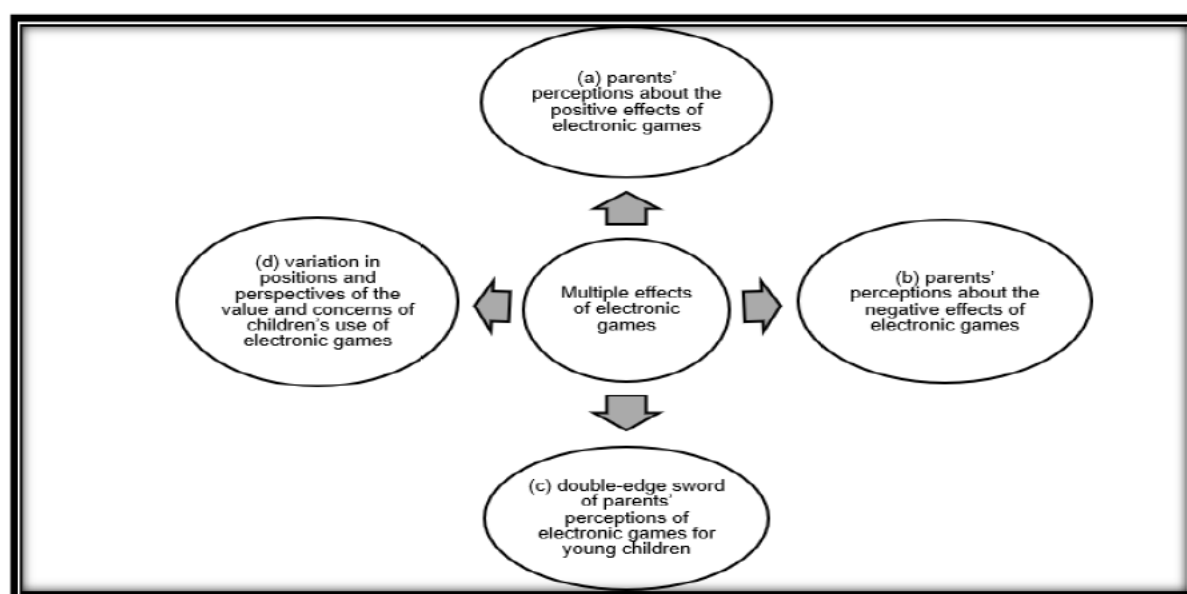 (a) parents'
perceptions about the
positive effects of
electronic games
(d) variation in
positions and
perspectives of the
value and concerns of
children's use of
electronic games
Multiple effects
of electronic
games
(b) parents'
perceptions about the
negative effects of
electronic games
(c) double-edge sword
of parents'
perceptions of
electronic games for
young children